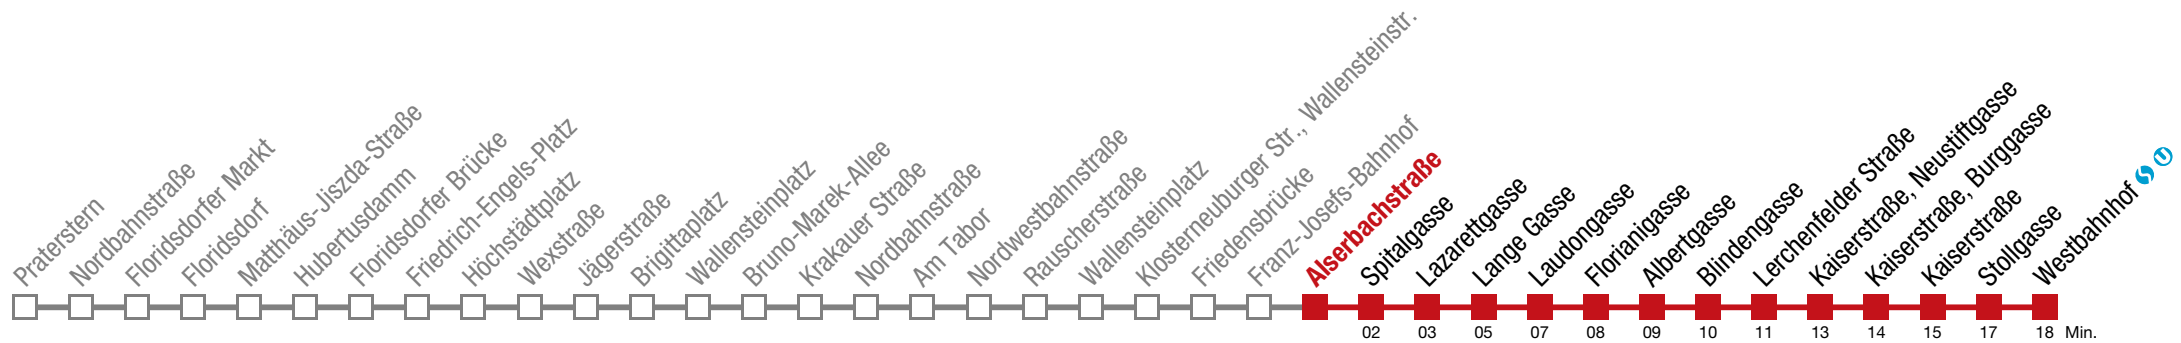 Praterstern
Nordbahnstraße
Floridsdorfer Markt
Floridsdorf
Matthäus-Jiszda-Straße
Hubertusdamm
Floridsdorfer Brücke
Friedrich-Engels-Platz
Höchstädtplatz
Wexstraße
Jägerstraße
Brigittaplatz
Wallensteinplatz
Bruno-Marek-Allee
Krakauer Straße
Nordbahnstraße
Am Tabor
Nordwestbahnstraße
Rauscherstraße
Wallensteinplatz
Klosterneuburger Str., Wallensteinstr.
Friedensbrücke
Franz-Josefs-Bahnhof
Alserbachstraße
Spitalgasse
Lazarettgasse
Lange Gasse
Laudongasse
Florianigasse
Albertgasse
Blindengasse
Lerchenfelder Straße
Kaiserstraße, Neustiftgasse
Kaiserstraße, Burggasse
Kaiserstraße
Stollgasse
Westbahnhof S U
02 03 05 07 08 09 10 11 13 14 15 17 18 Min.